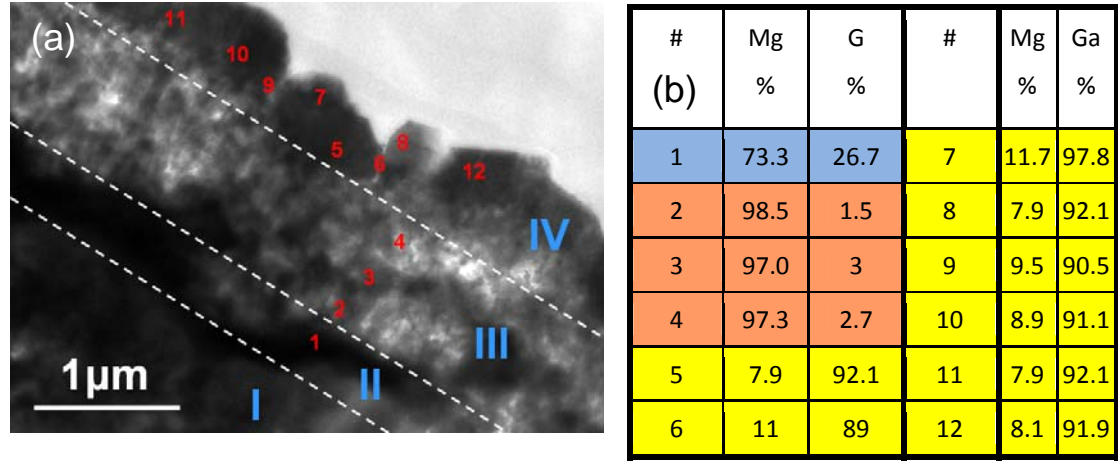 (a)
11
10
9
7
8
5
6
12
IV
4
3
2
1
III
II
I
1µm
(b)
# Mg % G % # Mg % Ga %
1 73.3 26.7 7 11.7 97.8
2 98.5 1.5 8 7.9 92.1
3 97.0 3 9 9.5 90.5
4 97.3 2.7 10 8.9 91.1
5 7.9 92.1 11 7.9 92.1
6 11 89 12 8.1 91.9